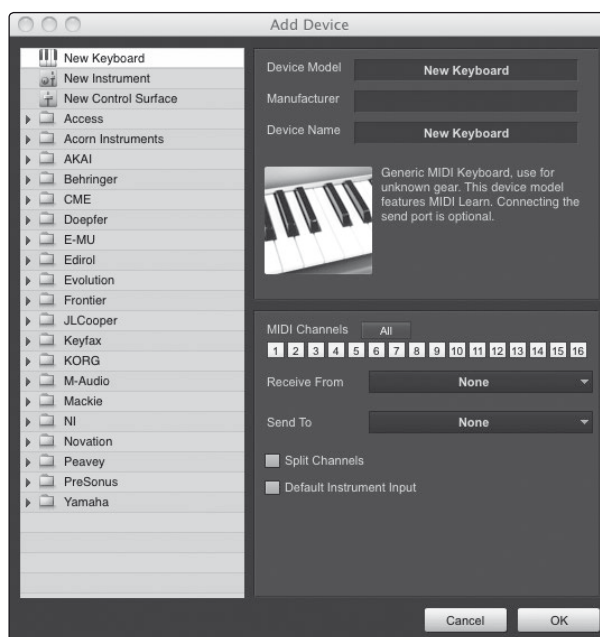 Add Device
New Keyboard
New Instrument
New Control Surface
Access
Acorn Instruments
AKAI
Behringer
CME
Doepfer
E-MU
Edirol
Evolution
Frontier
JLCooper
Keyfax
KORG
M-Audio
Mackie
NI
Novation
Peavey
PreSonus
Yamaha
Device Model New Keyboard
Manufacturer
Device Name New Keyboard
Generic MIDI Keyboard, use for
unknown gear. This device model
features MIDI Learn. Connecting the
send port is optional.
MIDI Channels All
1 2 3 4 5 6 7 8 9 10 11 12 13 14 15 16
Receive From None
Send To None
Split Channels
Default Instrument Input
Cancel OK